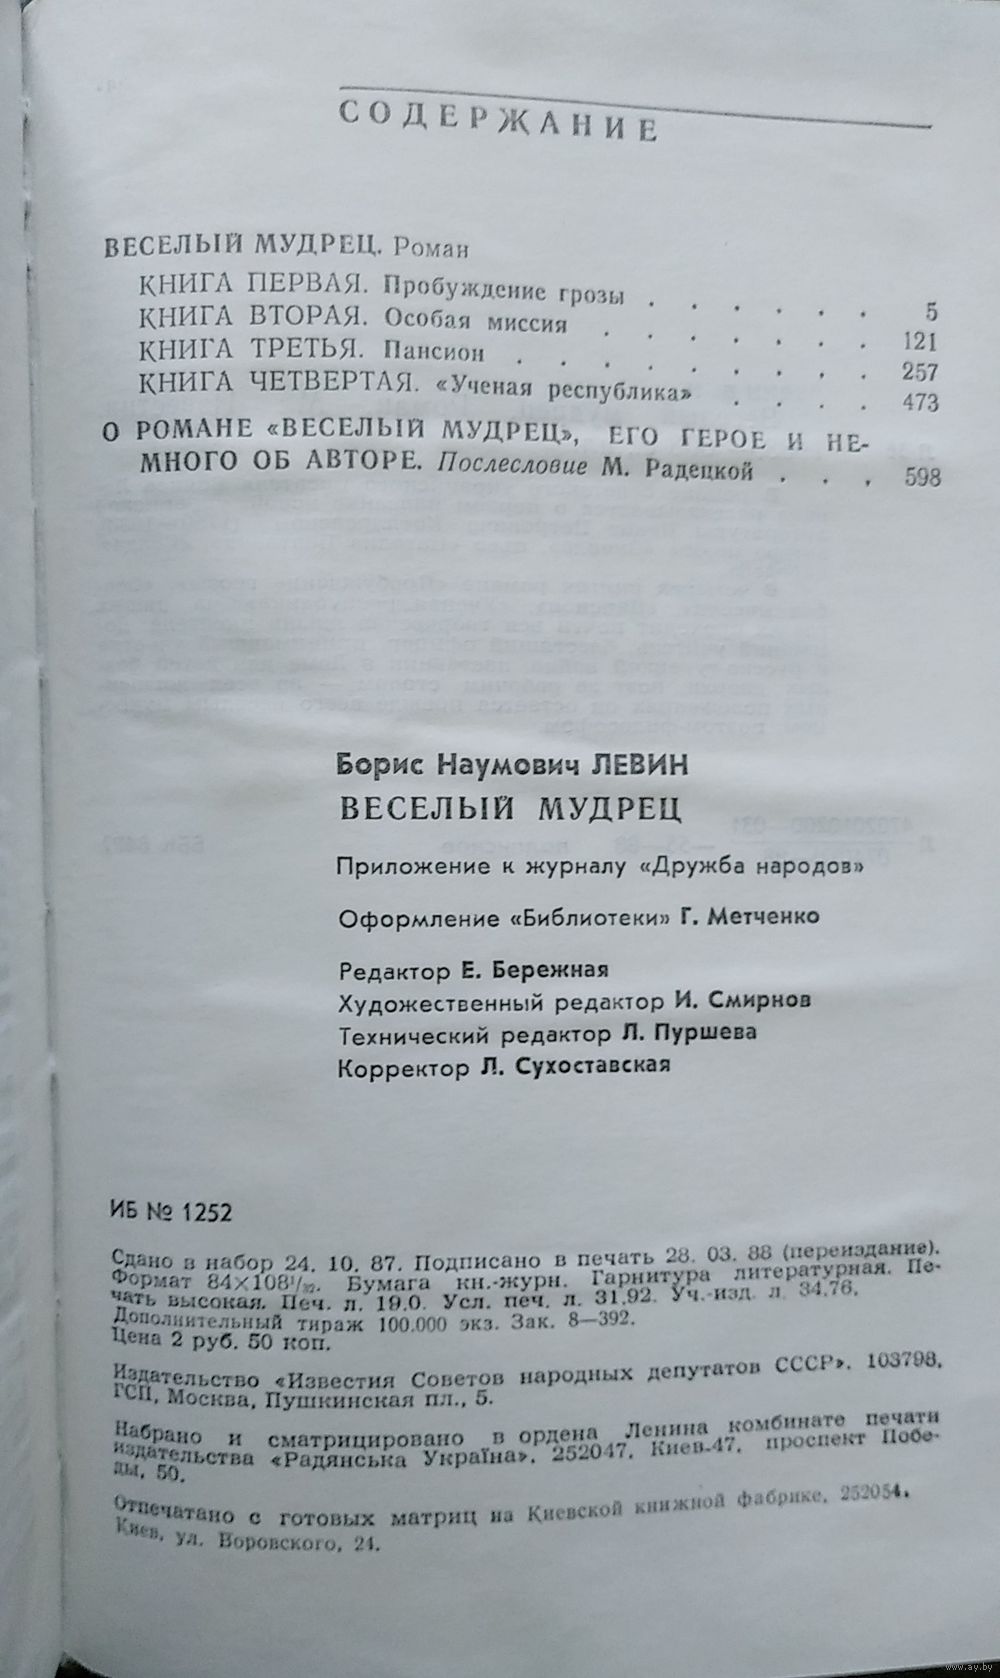 СОДЕРЖАНИЕ
ВЕСЕЛЫЙ МУДРЕЦ. Роман
КНИГА ПЕРВАЯ. Пробуждение грозы . . . . . . 5
КНИГА ВТОРАЯ. Особая миссия . . . . . . . 121
КНИГА ТРЕТЬЯ. Пансион . . . . . . . . . 257
КНИГА ЧЕТВЕРТАЯ. «Ученая республика» . . . . 473
О РОМАНЕ «ВЕСЕЛЫЙ МУДРЕЦ», ЕГО ГЕРОЕ И НЕ-
МНОГО ОБ АВТОРЕ. Послесловие М. Радецкой . . . 598
Борис Наумович ЛЕВИН
ВЕСЕЛЫЙ МУДРЕЦ
Приложение к журналу «Дружба народов»
Оформление «Библиотеки» Г. Метченко
Редактор Е. Бережная
Художественный редактор И. Смирнов
Технический редактор Л. Пуршева
Корректор Л. Сухоставская
ИБ № 1252
Сдано в набор 24. 10. 87. Подписано в печать 28. 03. 88 (переиздание).
Формат 84×108¹/₃₂. Бумага кн.-журн. Гарнитура литературная. Пе-
чать высокая. Печ. л. 19,0. Усл. печ. л. 31,92. Уч.-изд. л. 34,76.
Дополнительный тираж 100.000 экз. Зак. 8—392.
Цена 2 руб. 50 коп.
Издательство «Известия Советов народных депутатов СССР». 103798,
ГСП, Москва, Пушкинская пл., 5.
Набрано и сматрицировано в ордена Ленина комбинате печати
издательства «Радянська Україна», 252047, Киев-47, проспект Побе-
ды, 50.
Отпечатано с готовых матриц на Киевской книжной фабрике, 252054,
Киев, ул. Воровского, 24.
www.ay.by